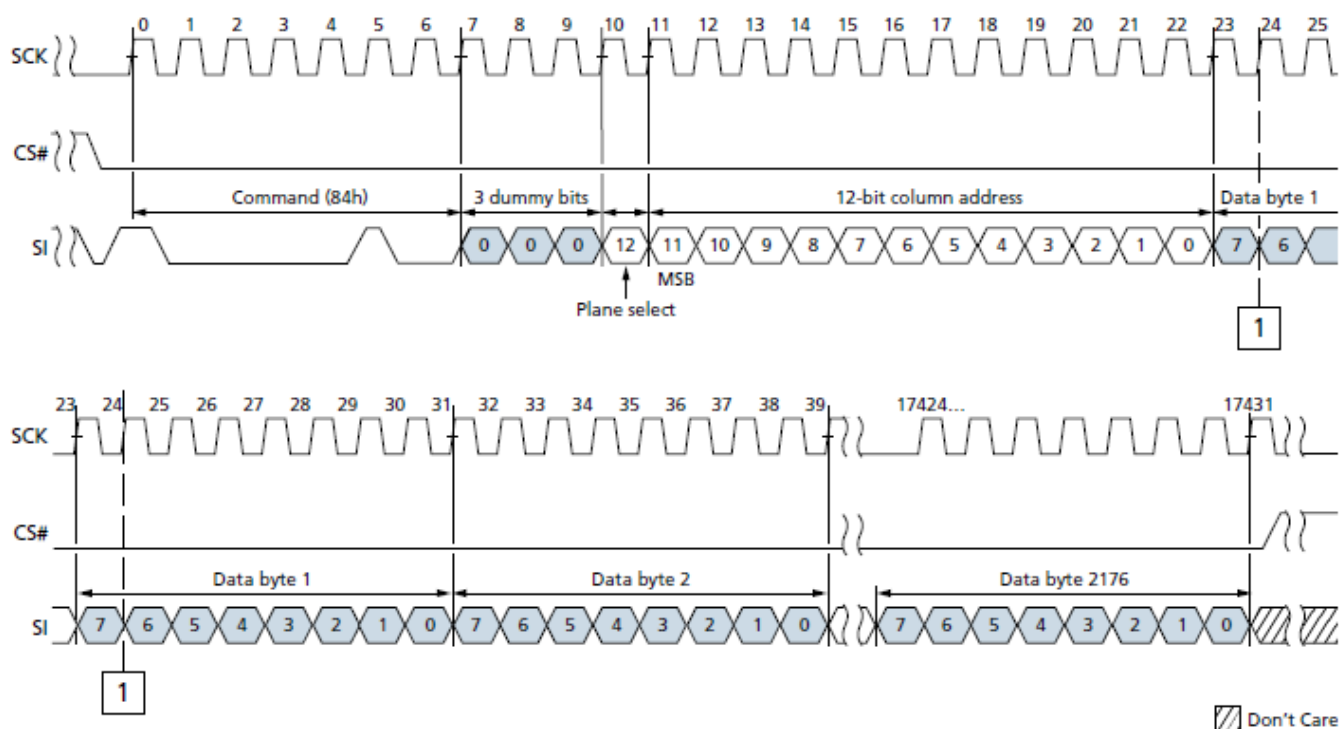 0 1 2 3 4 5 6 7 8 9 10 11 12 13 14 15 16 17 18 19 20 21 22 23 24 25
SCK
CS#
Command (84h) 3 dummy bits 12-bit column address Data byte 1
SI 0 0 0 12 11 10 9 8 7 6 5 4 3 2 1 0 7 6
MSB
Plane select
1
23 24 25 26 27 28 29 30 31 32 33 34 35 36 37 38 39 17424... 17431
SCK
CS#
Data byte 1 Data byte 2 Data byte 2176
SI 7 6 5 4 3 2 1 0 7 6 5 4 3 2 1 0 7 6 5 4 3 2 1 0
1
Don't Care